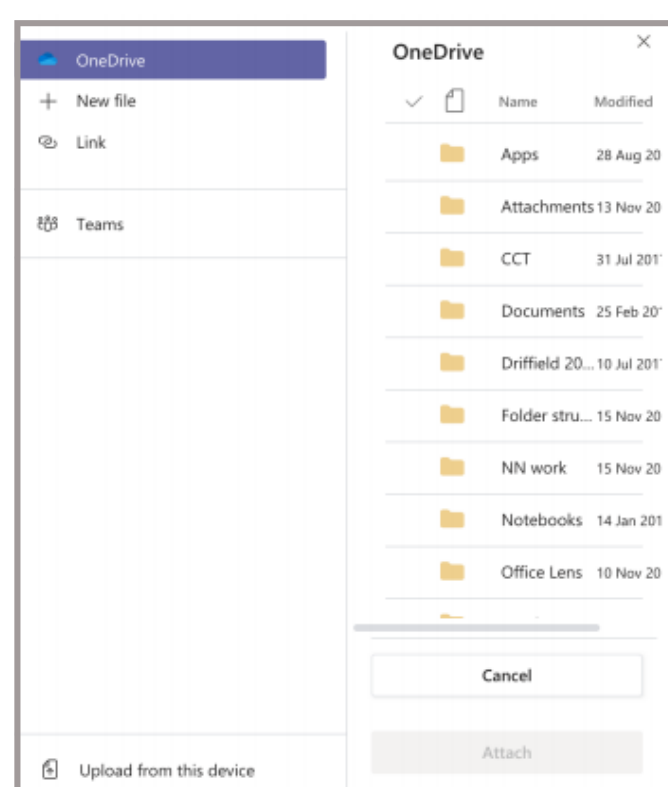 OneDrive
New file
Link
Teams
Upload from this device
OneDrive
Name Modified
Apps 28 Aug 20
Attachments 13 Nov 20
CCT 31 Jul 201
Documents 25 Feb 20
Driffield 20... 10 Jul 201
Folder stru... 15 Nov 20
NN work 15 Nov 20
Notebooks 14 Jan 201
Office Lens 10 Nov 20
Cancel
Attach